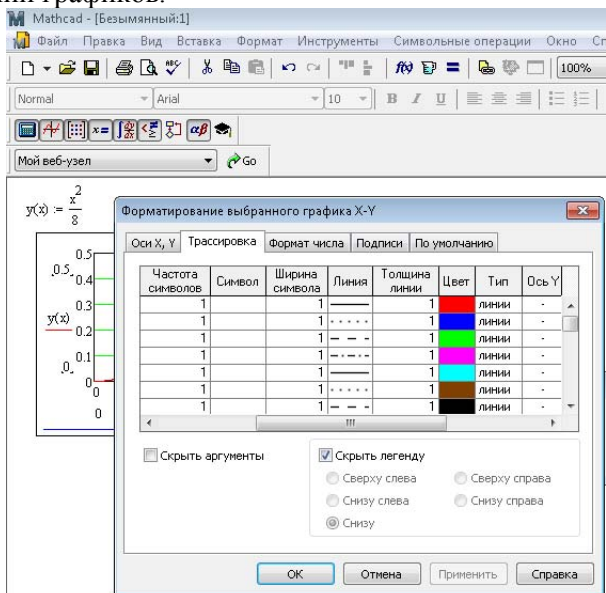 ии графиков.
Mathcad - [Безымянный:1]
Файл Правка Вид Вставка Формат Инструменты Символьные операции Окно
100%
Normal Arial 10 B I U
Мой веб-узел Go
y(x) := x² / 8
Форматирование выбранного графика X-Y
Оси X, Y Трассировка Формат числа Подписи По умолчанию
Частота символов Символ Ширина символа Линия Толщина линии Цвет Тип Ось Y
1 1 1 линии -
1 1 1 линии -
1 1 1 линии -
1 1 1 линии -
1 1 1 линии -
1 1 1 линии -
1 1 1 линии -
0.5
.0.5.
0.4
0.3
y(x)
0.2
0.1
.0.
0
0
0
Скрыть аргументы Скрыть легенду
Сверху слева Сверху справа
Снизу слева Снизу справа
Снизу
OK Отмена Применить Справка